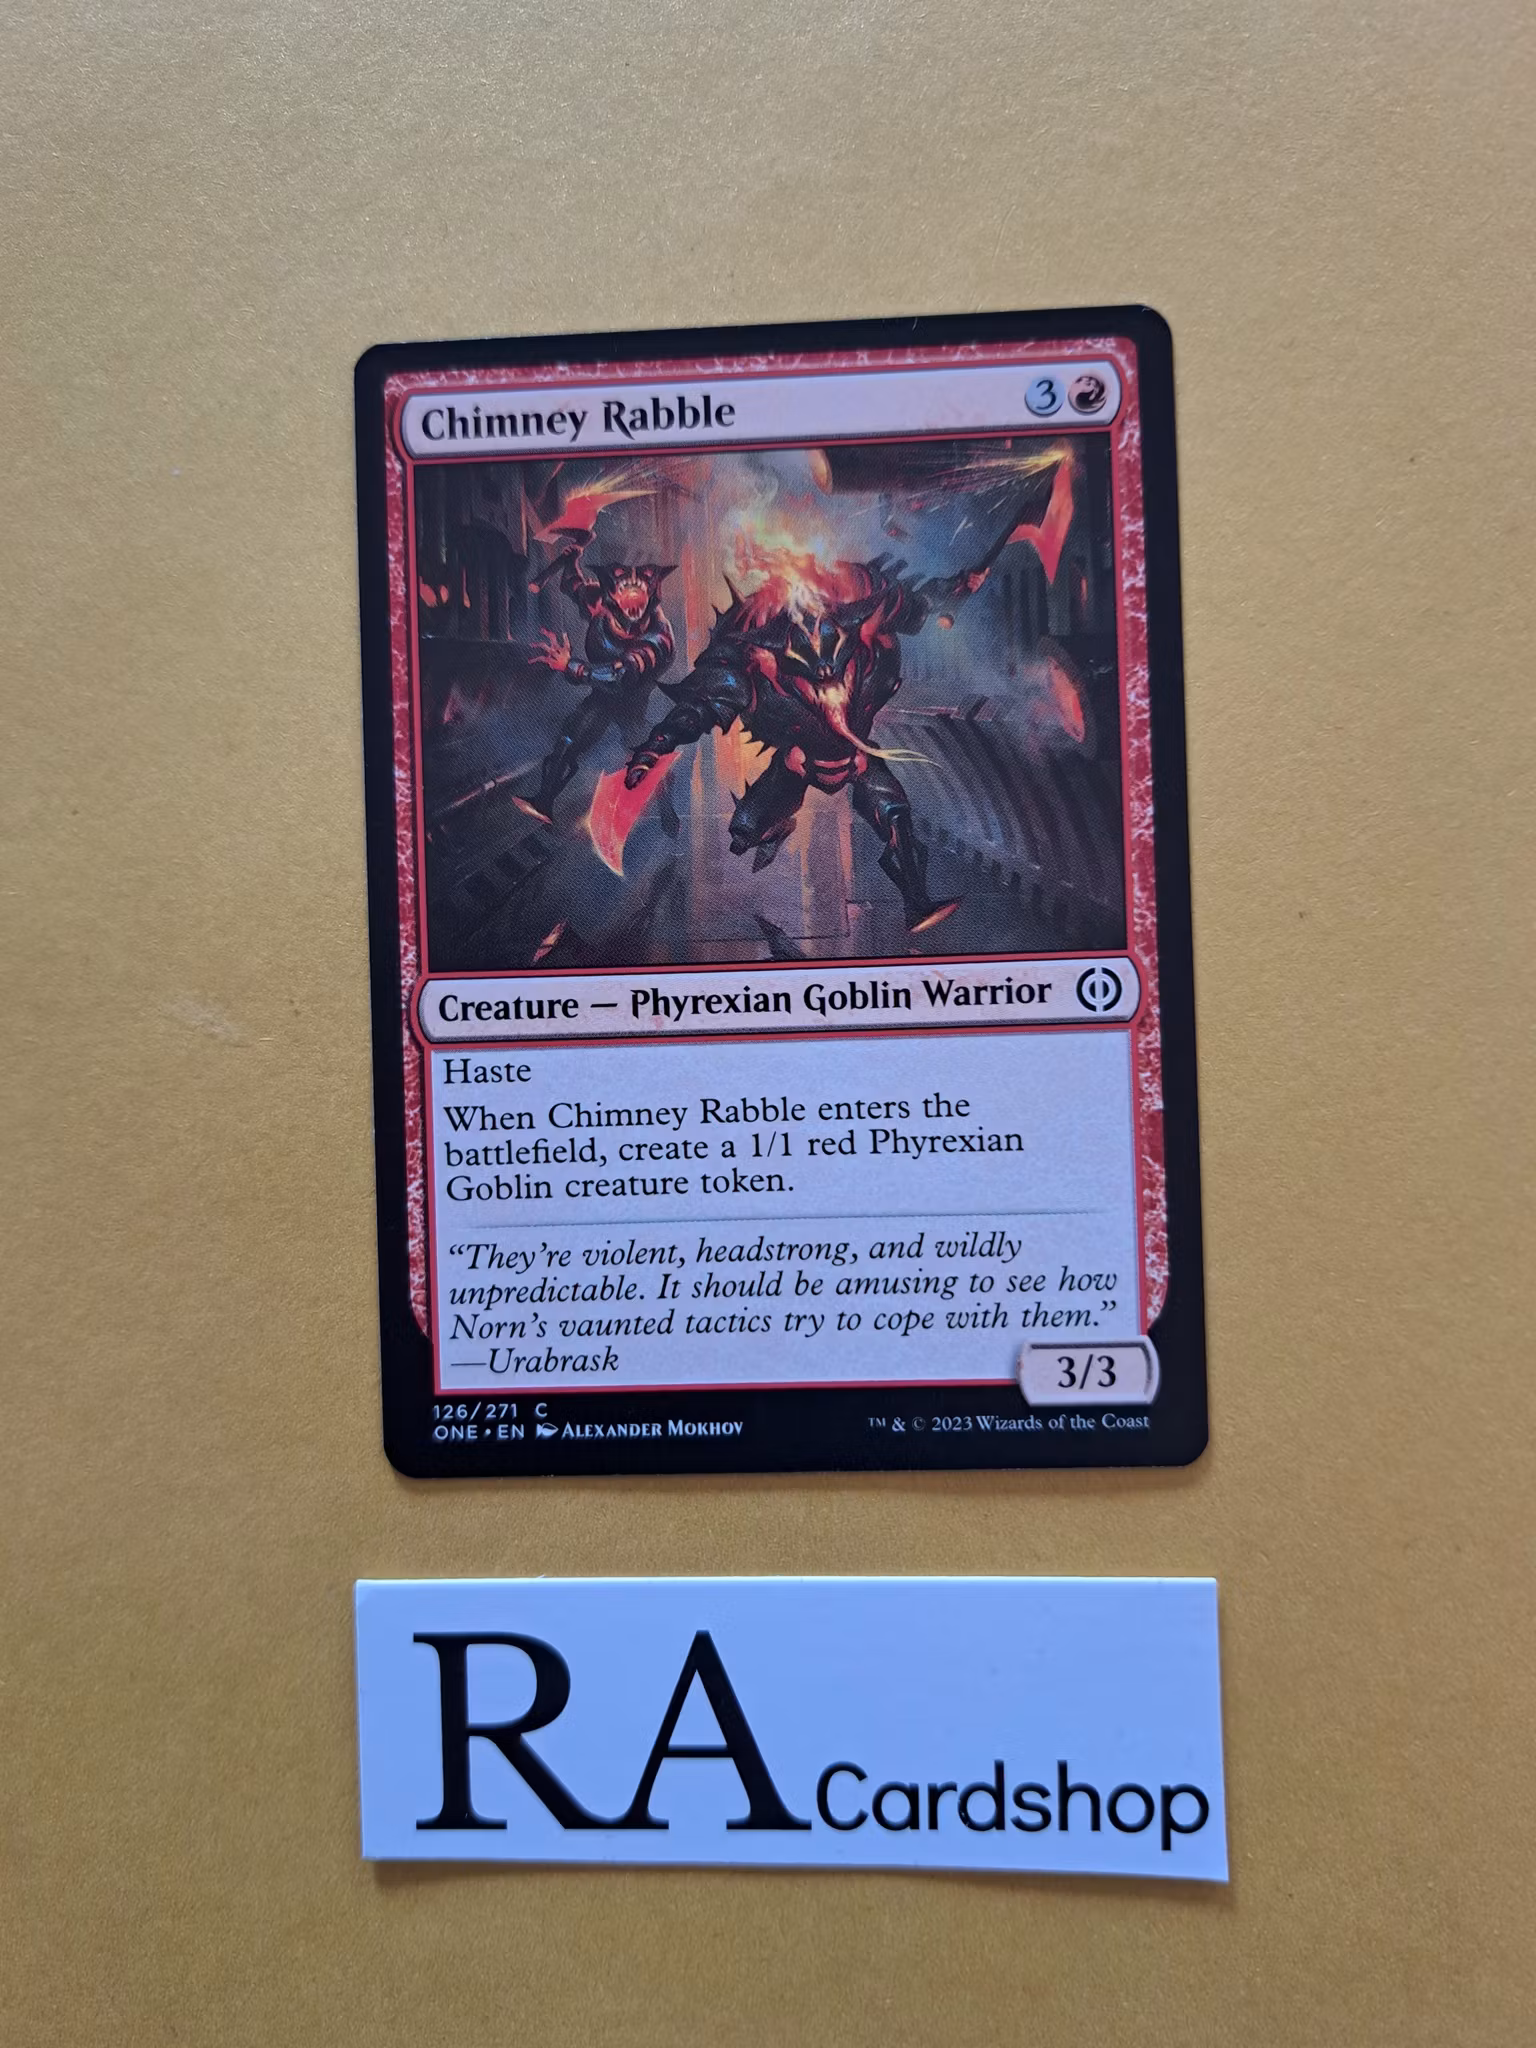 Chimney Rabble 3
Creature — Phyrexian Goblin Warrior
Haste
When Chimney Rabble enters the
battlefield, create a 1/1 red Phyrexian
Goblin creature token.
“They’re violent, headstrong, and wildly
unpredictable. It should be amusing to see how
Norn’s vaunted tactics try to cope with them.”
—Urabrask
3/3
126/271 C
ONE • EN ALEXANDER MOKHOV
™ & © 2023 Wizards of the Coast
RA Cardshop